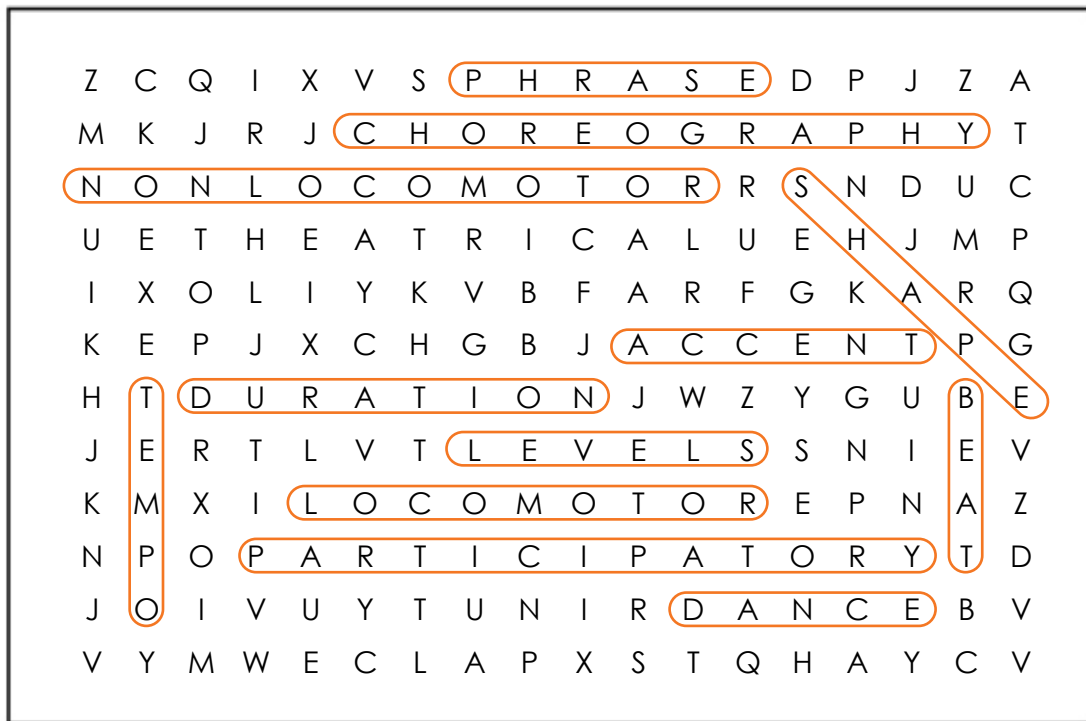 Z C Q I X V S P H R A S E D P J Z A
M K J R J C H O R E O G R A P H Y T
N O N L O C O M O T O R R S N D U C
U E T H E A T R I C A L U E H J M P
I X O L I Y K V B F A R F G K A R Q
K E P J X C H G B J A C C E N T P G
H T D U R A T I O N J W Z Y G U B E
J E R T L V T L E V E L S S N I E V
K M X I L O C O M O T O R E P N A Z
N P O P A R T I C I P A T O R Y T D
J O I V U Y T U N I R D A N C E B V
V Y M W E C L A P X S T Q H A Y C V